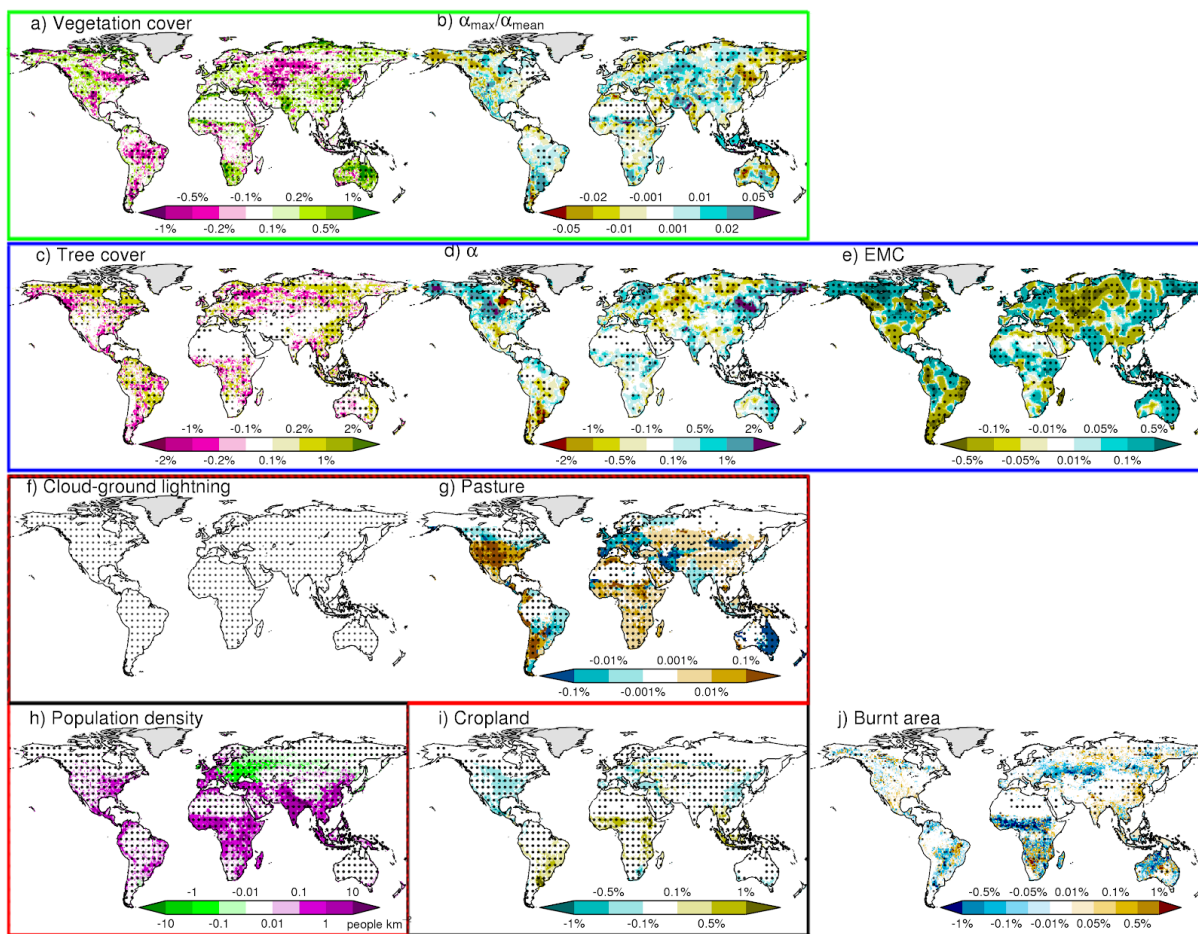 a) Vegetation cover
b) αmax/αmean
-0.5% -0.1% 0.2% 1%
-1% -0.2% 0.1% 0.5%
-0.02 -0.001 0.01 0.05
-0.05 -0.01 0.001 0.02
c) Tree cover
d) α
e) EMC
-1% -0.1% 0.2% 2%
-2% -0.2% 0.1% 1%
-1% -0.1% 0.5% 2%
-2% -0.5% 0.1% 1%
-0.1% -0.01% 0.05% 0.5%
-0.5% -0.05% 0.01% 0.1%
f) Cloud-ground lightning
g) Pasture
-0.01% 0.001% 0.1%
-0.1% -0.001% 0.01%
h) Population density
i) Cropland
j) Burnt area
-1 -0.01 0.1 10
-10 -0.1 0.01 1 people km⁻²
-0.5% 0.1% 1%
-1% -0.1% 0.5%
-0.5% -0.05% 0.01% 0.1% 1%
-1% -0.1% -0.01% 0.05% 0.5%